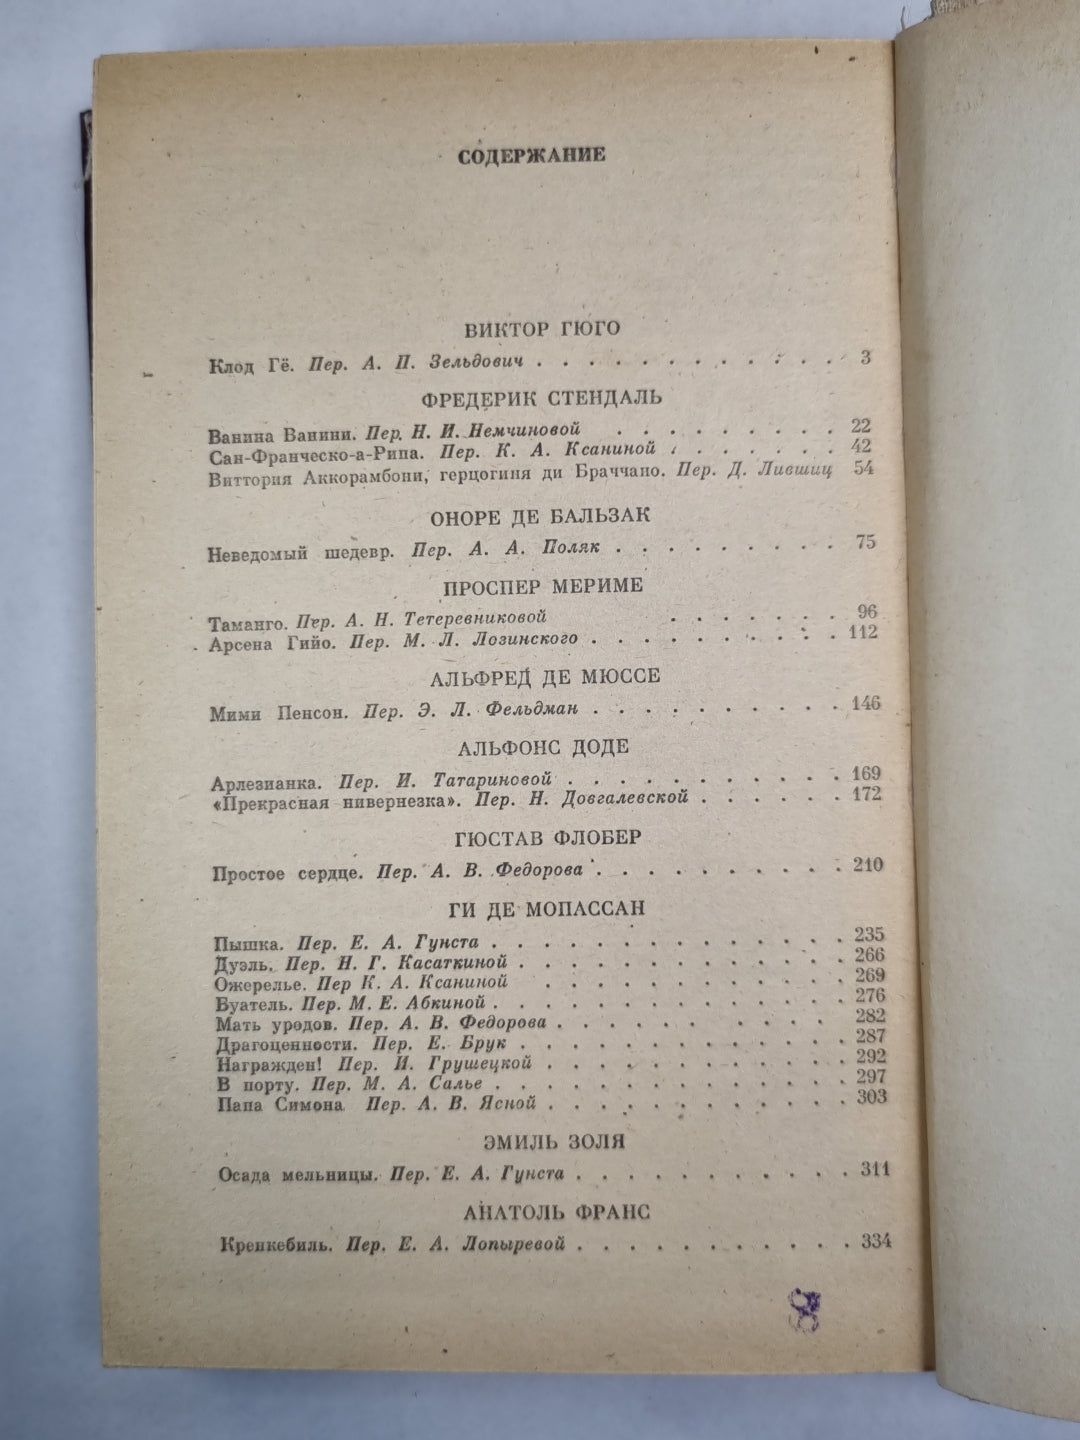 СОДЕРЖАНИЕ
ВИКТОР ГЮГО
Клод Гё. Пер. А. П. Зельдович . . . . . . . . . . . . 3
ФРЕДЕРИК СТЕНДАЛЬ
Ванина Ванини. Пер. Н. И. Немчиновой . . . . . . . . . 22
Сан-Франческо-а-Рипа. Пер. К. А. Ксаниной . . . . . . . 42
Виттория Аккорамбони, герцогиня ди Браччано. Пер. Д. Лившиц 54
ОНОРЕ ДЕ БАЛЬЗАК
Неведомый шедевр. Пер. А. А. Поляк . . . . . . . . . 75
ПРОСПЕР МЕРИМЕ
Таманго. Пер. А. Н. Тетеревниковой . . . . . . . 96
Арсена Гийо. Пер. М. Л. Лозинского . . . . . . . . . . 112
АЛЬФРЕД ДЕ МЮССЕ
Мими Пенсон. Пер. Э. Л. Фельдман . . . . . . . . . . 146
АЛЬФОНС ДОДЕ
Арлезианка. Пер. И. Татариновой . . . . . . . . . . . 169
«Прекрасная нивернезка». Пер. Н. Довгалевской . . . . . . 172
ГЮСТАВ ФЛОБЕР
Простое сердце. Пер. А. В. Федорова . . . . . . . . . . 210
ГИ ДЕ МОПАССАН
Пышка. Пер. Е. А. Гунста . . . . . . . . . . . . . . 235
Дуэль. Пер. Н. Г. Касаткиной . . . . . . . . . . . . . 266
Ожерелье. Пер К. А. Ксаниной . . . . . . . . . . . . 269
Буатель. Пер. М. Е. Абкиной . . . . . . . . . . . . . . 276
Мать уродов. Пер. А. В. Федорова . . . . . . . . . 282
Драгоценности. Пер. Е. Брук . . . . . . . . . . . . . 287
Награжден! Пер. И. Грушецкой . . . . . . . . . . . . 292
В порту. Пер. М. А. Салье . . . . . . . . . . . . . . 297
Папа Симона. Пер. А. В. Ясной . . . . . . . . . . . . 303
ЭМИЛЬ ЗОЛЯ
Осада мельницы. Пер. Е. А. Гунста . . . . . . . . . . . 311
АНАТОЛЬ ФРАНС
Кренкебиль. Пер. Е. А. Лопыревой . . . . . . . . . . . 334